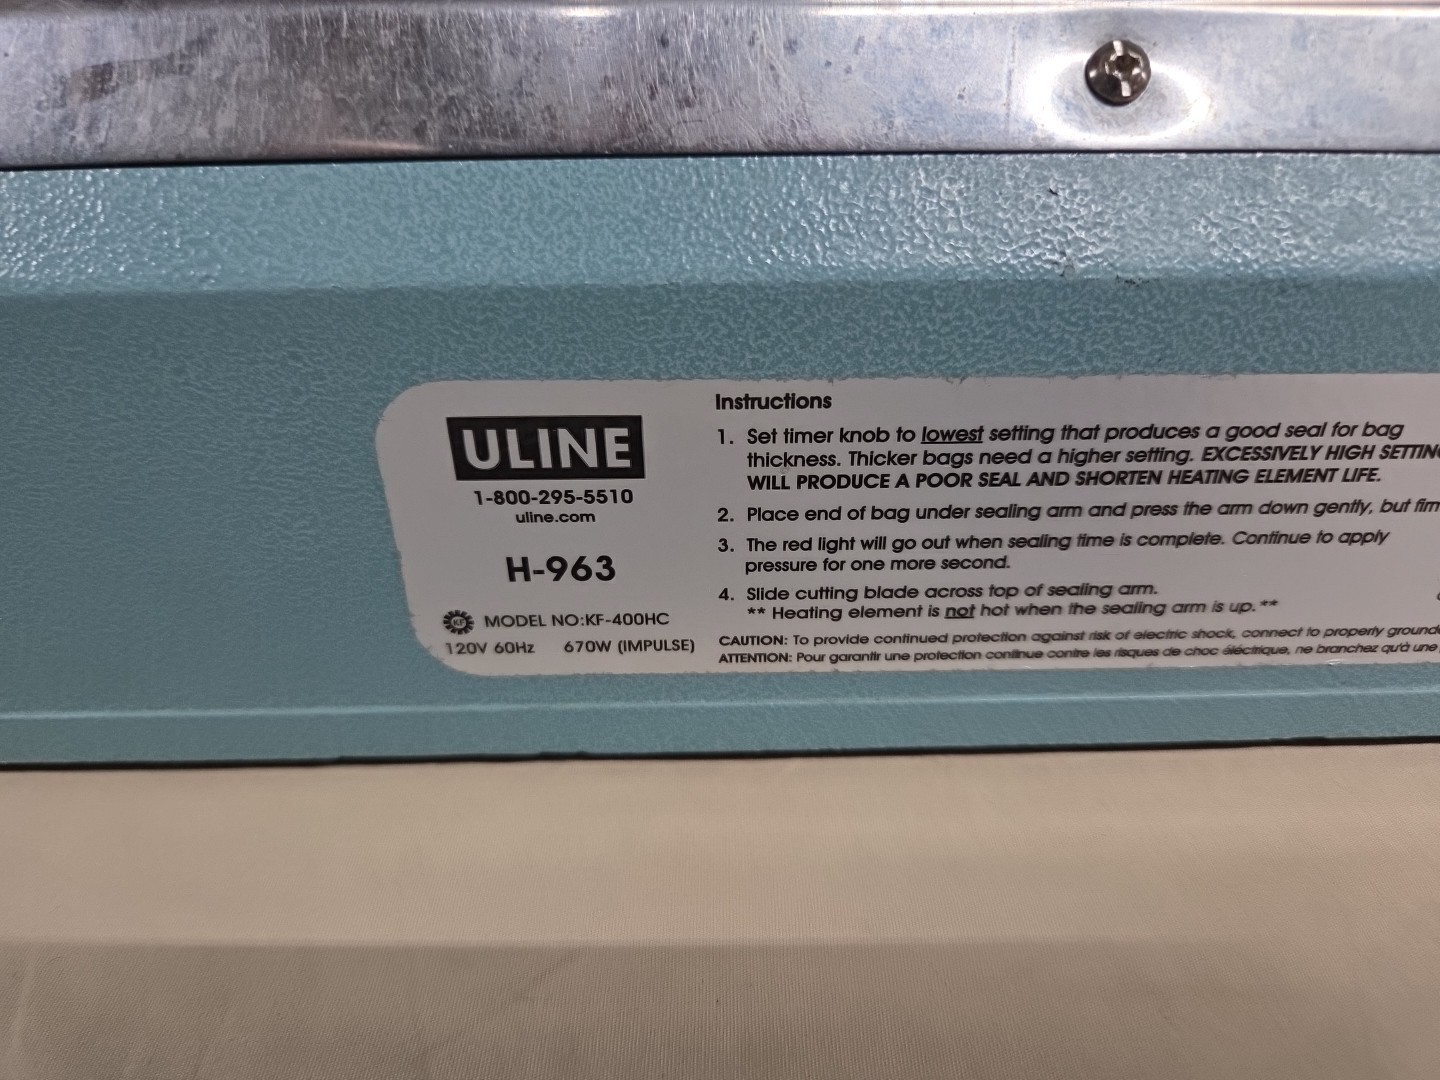 ULINE
1-800-295-5510
uline.com
H-963
KF MODEL NO:KF-400HC
120V 60Hz 670W (IMPULSE)
Instructions
1. Set timer knob to lowest setting that produces a good seal for bag
thickness. Thicker bags need a higher setting. EXCESSIVELY HIGH SETTING
WILL PRODUCE A POOR SEAL AND SHORTEN HEATING ELEMENT LIFE.
2. Place end of bag under sealing arm and press the arm down gently, but firm
3. The red light will go out when sealing time is complete. Continue to apply
pressure for one more second.
4. Slide cutting blade across top of sealing arm.
** Heating element is not hot when the sealing arm is up. **
CAUTION: To provide continued protection against risk of electric shock, connect to properly grounde
ATTENTION: Pour garantir une protection continue contre les risques de choc éléctrique, ne branchez qu'à une